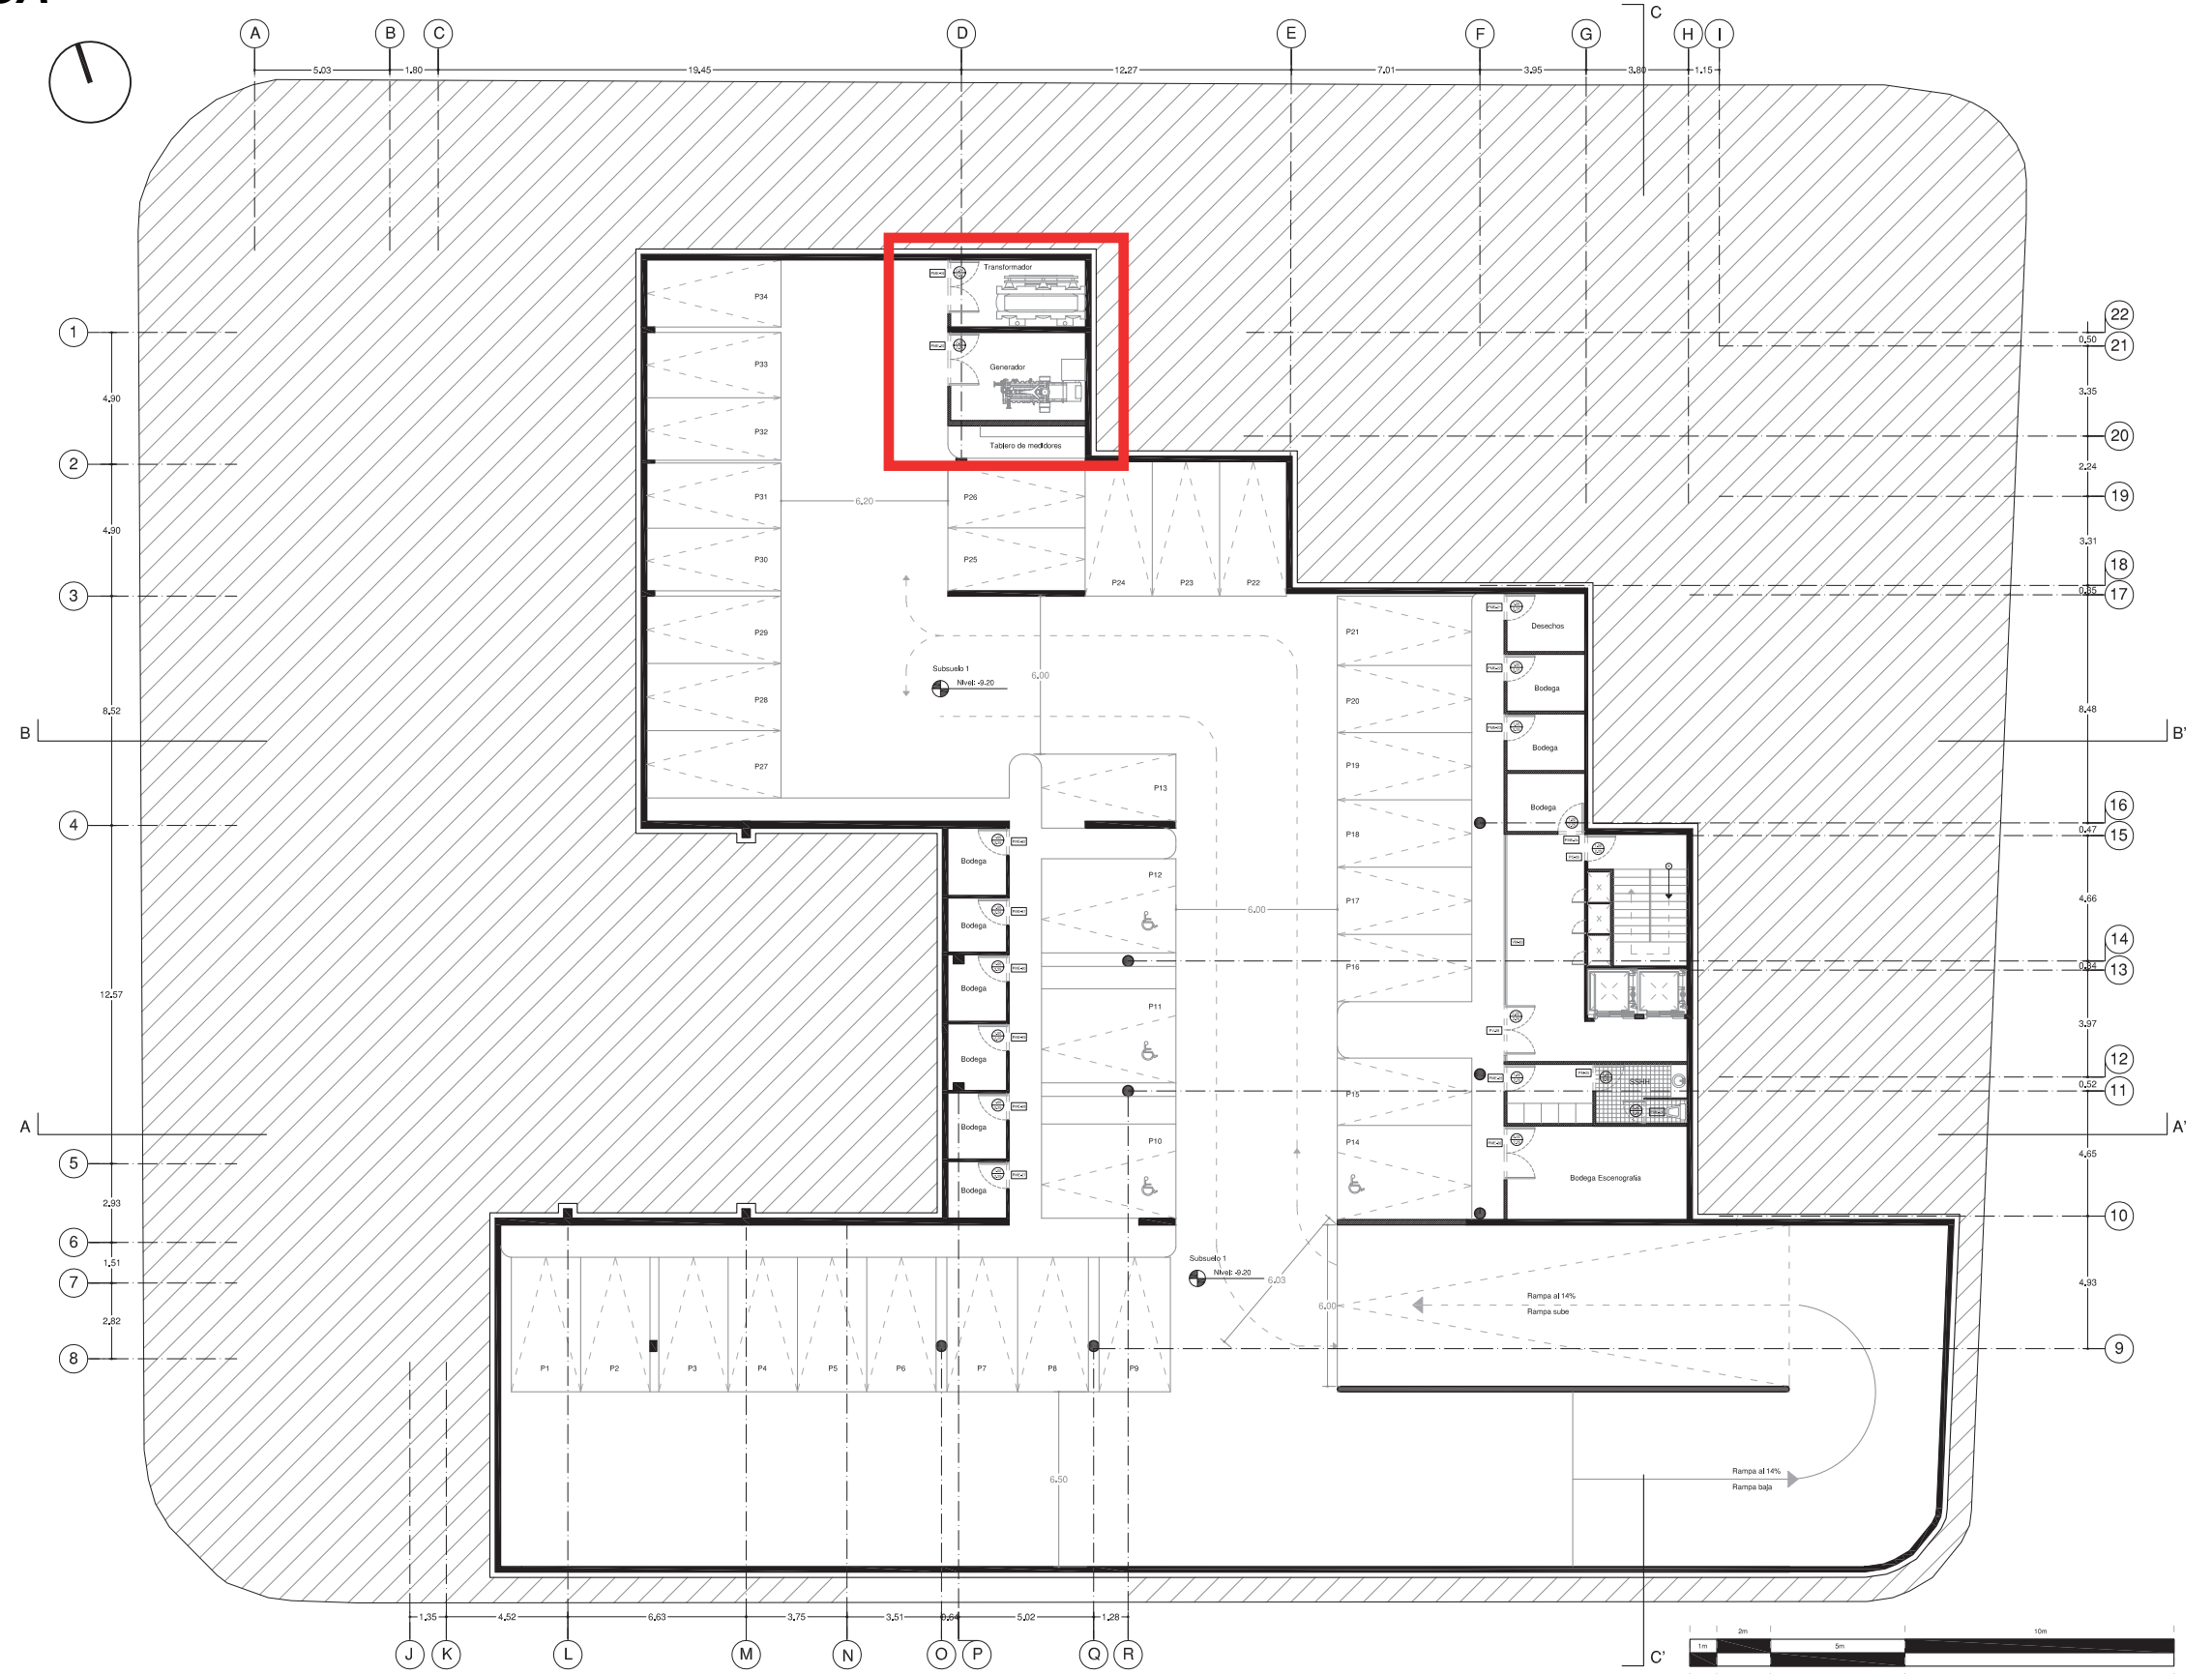 A B C D E F G H I C
5.03 1.80 19.45 12.27 7.01 3.95 3.80 1.15
Transformador
P34
1 22
0.50
21
Generador
P33
4.90 3.35
P32
20
Tablero de medidores
2 2.24
P31 6.20 P26
19
4.90 3.31
P30 P25 P24 P23 P22
18
3 17
Desechos
P29 P21
Subsuelo 1
Nivel: -9.20
6.00
Bodega
P28 P20
8.52 8.48
B B'
Bodega
P27 P19
P13
Bodega
16
4 P18 0.47
15
Bodega
P12
4.66
P17
6.00
Bodega
14
P16 0.34
13
12.57
Bodega
P11
3.97
Bodega
12
SSHH
0.52
11
P15
A Bodega A'
P10 P14
5 4.65
Bodega Bodega Escenografia
2.93
10
6
1.51
Subsuelo 1
Nivel: -9.20
6.03
7 4.93
Rampa al 14%
6.00
Rampa sube
2.82
8 9
P1 P2 P3 P4 P5 P6 P7 P8 P9
6.50
Rampa al 14%
Rampa baja
1.35 4.52 6.63 3.75 3.51 0.64 5.02 1.28
J K L M N O P Q R C'
1m 2m 5m 10m